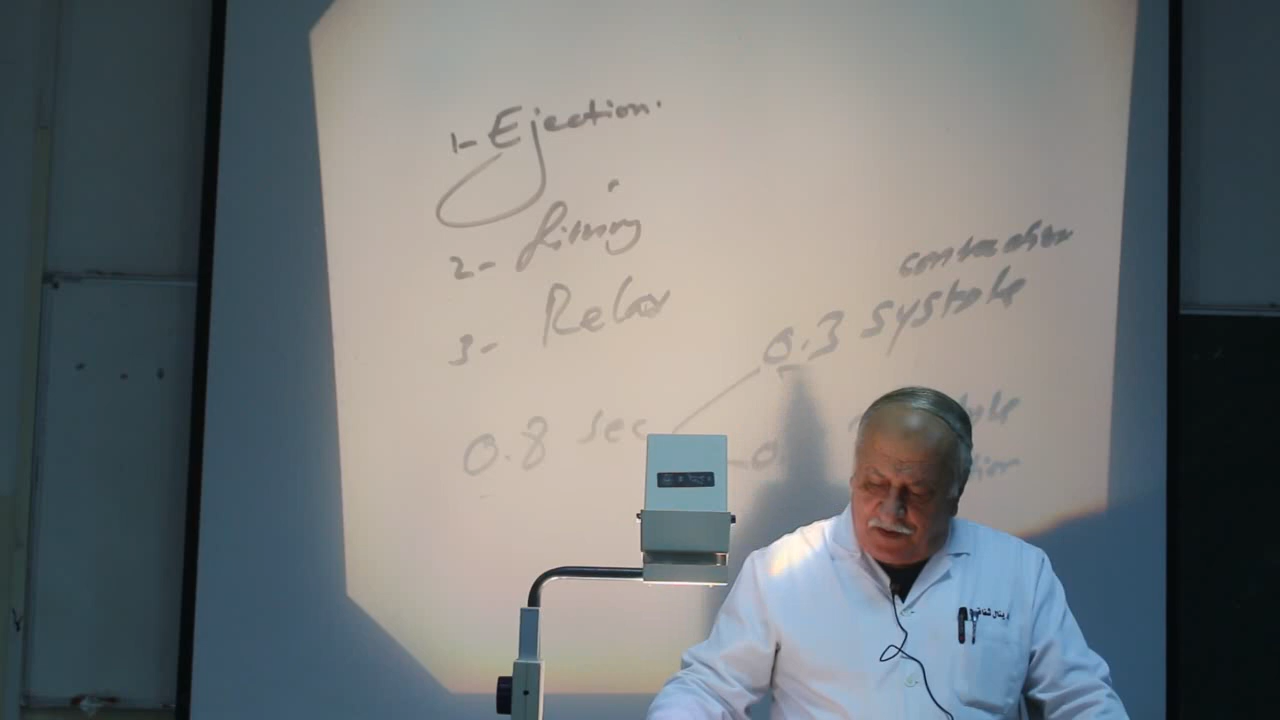 1- Ejection.
2- filling
3- Relax
contraction
0.3 systole
0.8 sec